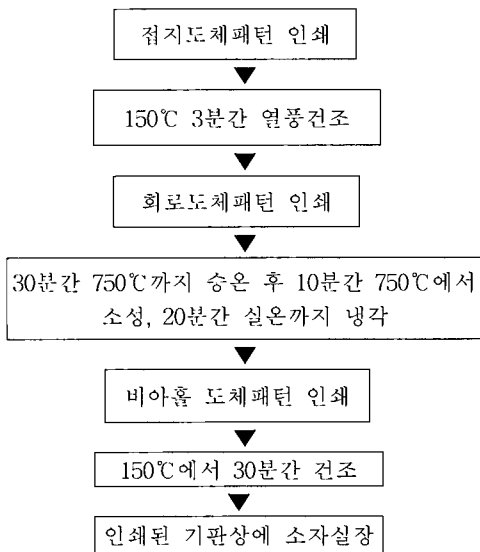 접지도체패턴 인쇄
150℃ 3분간 열풍건조
회로도체패턴 인쇄
30분간 750℃까지 승온 후 10분간 750℃에서
소성, 20분간 실온까지 냉각
비아홀 도체패턴 인쇄
150℃에서 30분간 건조
인쇄된 기판상에 소자실장